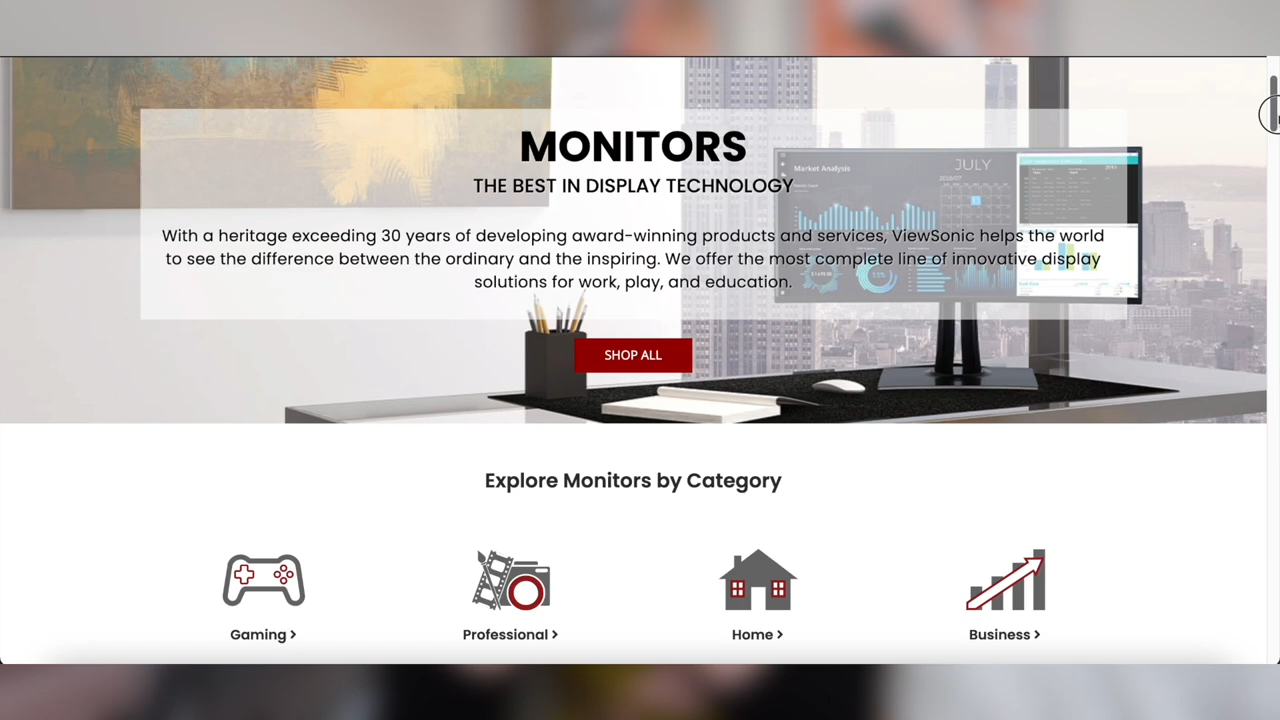 MONITORS
THE BEST IN DISPLAY TECHNOLOGY
With a heritage exceeding 30 years of developing award-winning products and services, ViewSonic helps the world
to see the difference between the ordinary and the inspiring. We offer the most complete line of innovative display
solutions for work, play, and education.
SHOP ALL
Market Analysis
JULY
Explore Monitors by Category
Gaming >
Professional >
Home >
Business >